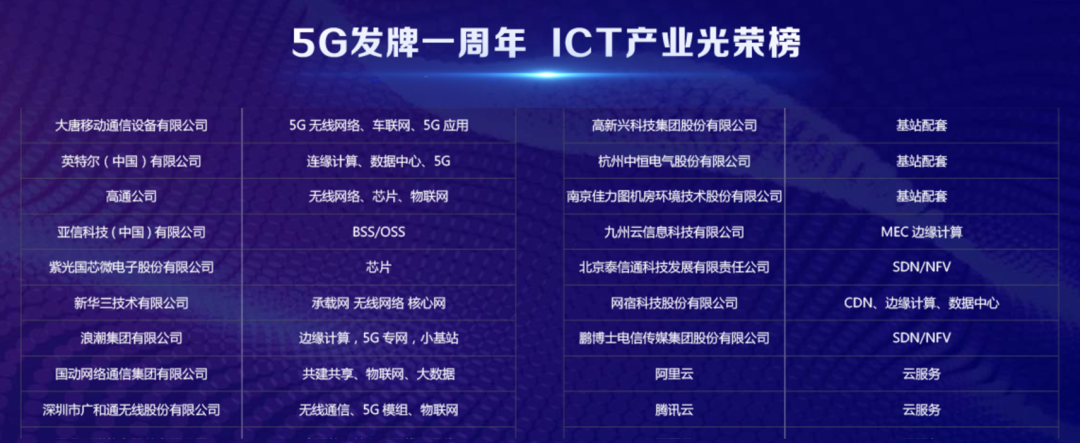 5G发牌一周年 ICT产业光荣榜
大唐移动通信设备有限公司 5G 无线网络、车联网、5G 应用
英特尔（中国）有限公司 连缘计算、数据中心、5G
高通公司 无线网络、芯片、物联网
亚信科技（中国）有限公司 BSS/OSS
紫光国芯微电子股份有限公司 芯片
新华三技术有限公司 承载网 无线网络 核心网
浪潮集团有限公司 边缘计算，5G 专网，小基站
国动网络通信集团有限公司 共建共享、物联网、大数据
深圳市广和通无线股份有限公司 无线通信、5G 模组、物联网
高新兴科技集团股份有限公司 基站配套
杭州中恒电气股份有限公司 基站配套
南京佳力图机房环境技术股份有限公司 基站配套
九州云信息科技有限公司 MEC 边缘计算
北京泰信通科技发展有限责任公司 SDN/NFV
网宿科技股份有限公司 CDN、边缘计算、数据中心
鹏博士电信传媒集团股份有限公司 SDN/NFV
阿里云 云服务
腾讯云 云服务